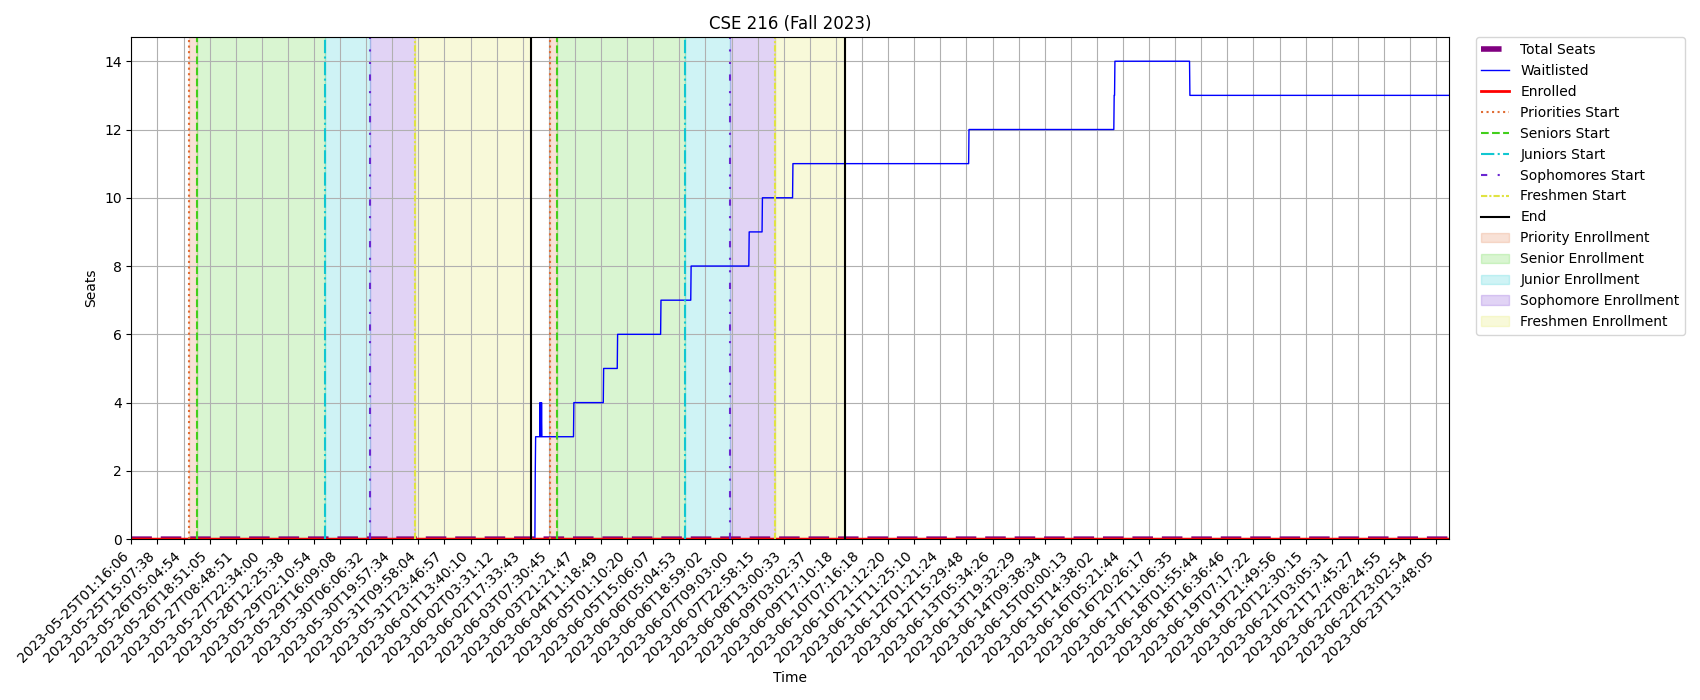 CSE 216 (Fall 2023)
Seats
14
12
10
8
6
4
2
0
2023-05-25T01:16:06
2023-05-25T15:07:38
2023-05-26T05:04:54
2023-05-26T18:51:05
2023-05-27T08:48:51
2023-05-27T22:34:00
2023-05-28T12:25:38
2023-05-29T02:10:54
2023-05-29T16:09:08
2023-05-30T06:06:32
2023-05-30T19:57:34
2023-05-31T09:58:04
2023-05-31T23:46:57
2023-06-01T13:40:10
2023-06-02T03:31:12
2023-06-02T17:33:43
2023-06-03T07:30:45
2023-06-03T21:21:47
2023-06-04T11:18:49
2023-06-05T01:10:20
2023-06-05T15:06:07
2023-06-06T05:04:53
2023-06-06T18:59:02
2023-06-07T09:03:00
2023-06-07T22:58:15
2023-06-08T13:00:33
2023-06-09T03:02:37
2023-06-09T17:10:18
2023-06-10T07:16:18
2023-06-10T21:12:20
2023-06-11T11:25:10
2023-06-12T01:21:24
2023-06-12T15:29:48
2023-06-13T05:34:26
2023-06-13T19:32:29
2023-06-14T09:38:34
2023-06-15T00:00:13
2023-06-15T14:38:02
2023-06-16T05:21:44
2023-06-16T20:26:17
2023-06-17T11:06:35
2023-06-18T01:55:44
2023-06-18T16:36:46
2023-06-19T07:17:22
2023-06-19T21:49:56
2023-06-20T12:30:15
2023-06-21T03:05:31
2023-06-21T17:45:27
2023-06-22T08:24:55
2023-06-22T23:02:54
2023-06-23T13:48:05
Time
Total Seats
Waitlisted
Enrolled
Priorities Start
Seniors Start
Juniors Start
Sophomores Start
Freshmen Start
End
Priority Enrollment
Senior Enrollment
Junior Enrollment
Sophomore Enrollment
Freshmen Enrollment